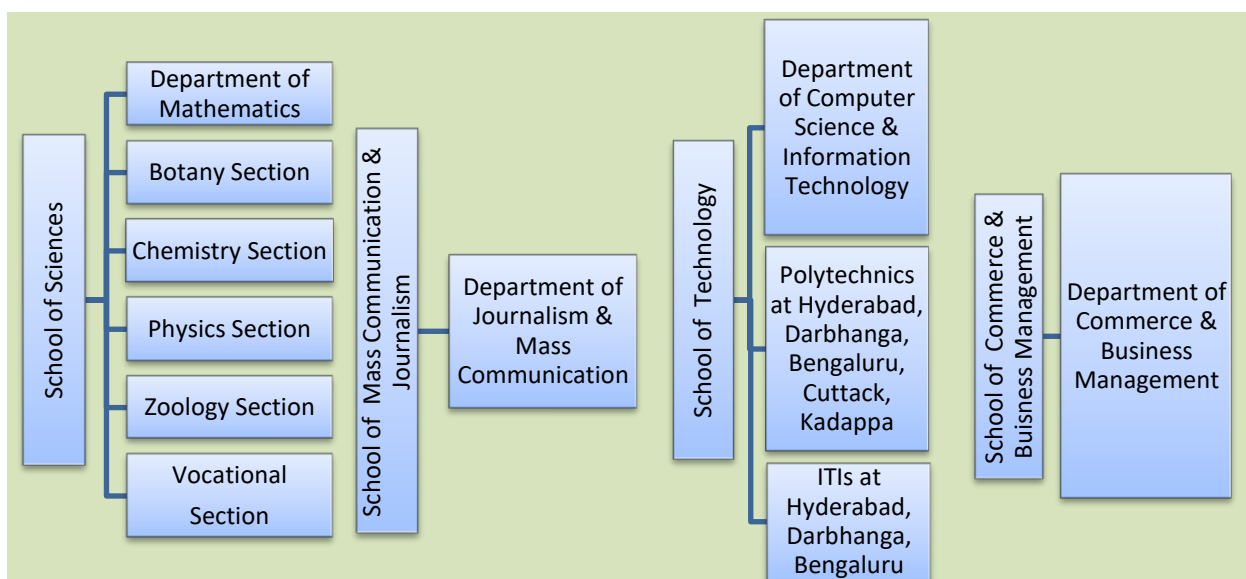 School of Sciences
Department of
Mathematics
Botany Section
Chemistry Section
Physics Section
Zoology Section
Vocational
Section
School of  Mass Communication &
Journalism
Department of
Journalism &
Mass
Communication
School of  Technology
Department
of Computer
Science &
Information
Technology
Polytechnics
at Hyderabad,
Darbhanga,
Bengaluru,
Cuttack,
Kadappa
ITIs at
Hyderabad,
Darbhanga,
Bengaluru
School of  Commerce &
Buisness Management
Department of
Commerce &
Business
Management